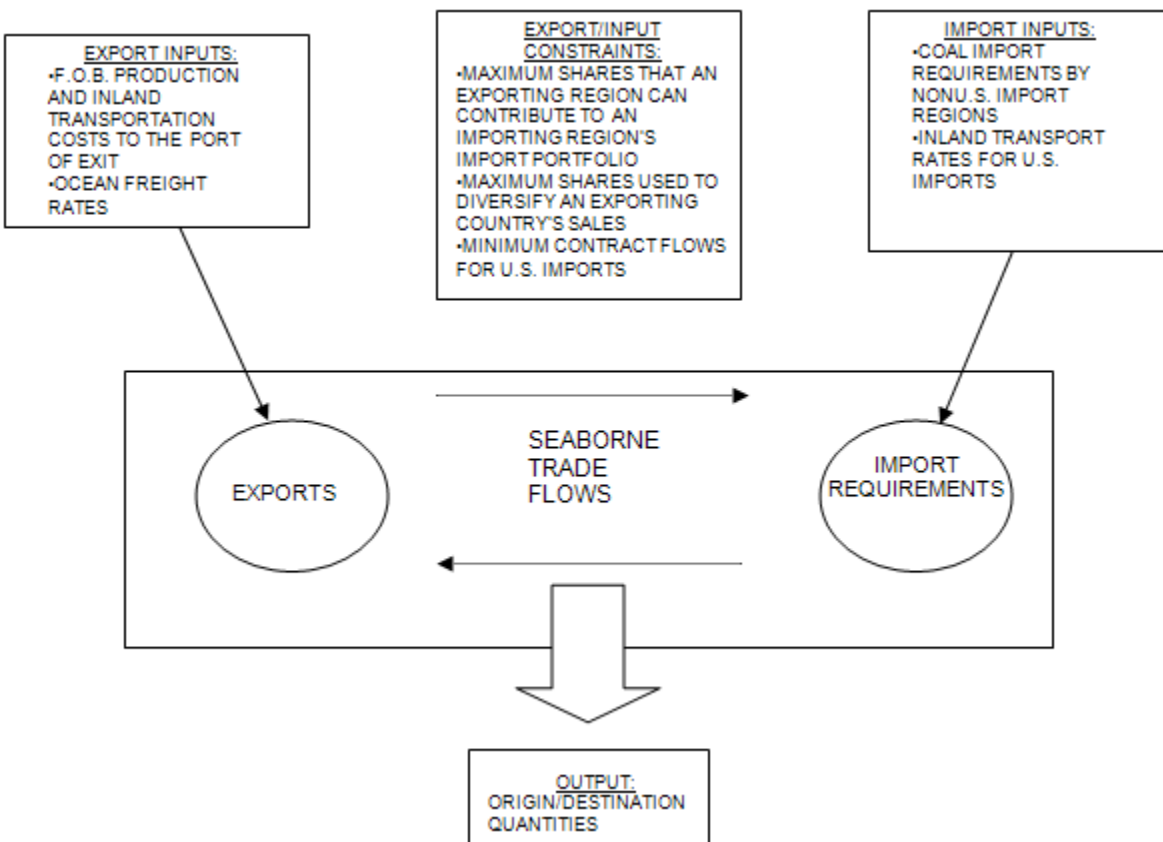 EXPORT INPUTS:
•F.O.B. PRODUCTION
AND INLAND
TRANSPORTATION
COSTS TO THE PORT
OF EXIT
•OCEAN FREIGHT
RATES
EXPORT/INPUT
CONSTRAINTS:
•MAXIMUM SHARES THAT AN
EXPORTING REGION CAN
CONTRIBUTE TO AN
IMPORTING REGION'S
IMPORT PORTFOLIO
•MAXIMUM SHARES USED TO
DIVERSIFY AN EXPORTING
COUNTRY'S SALES
•MINIMUM CONTRACT FLOWS
FOR U.S. IMPORTS
IMPORT INPUTS:
•COAL IMPORT
REQUIREMENTS BY
NONU.S. IMPORT
REGIONS
•INLAND TRANSPORT
RATES FOR U.S.
IMPORTS
EXPORTS
SEABORNE
TRADE
FLOWS
IMPORT
REQUIREMENTS
OUTPUT:
ORIGIN/DESTINATION
QUANTITIES